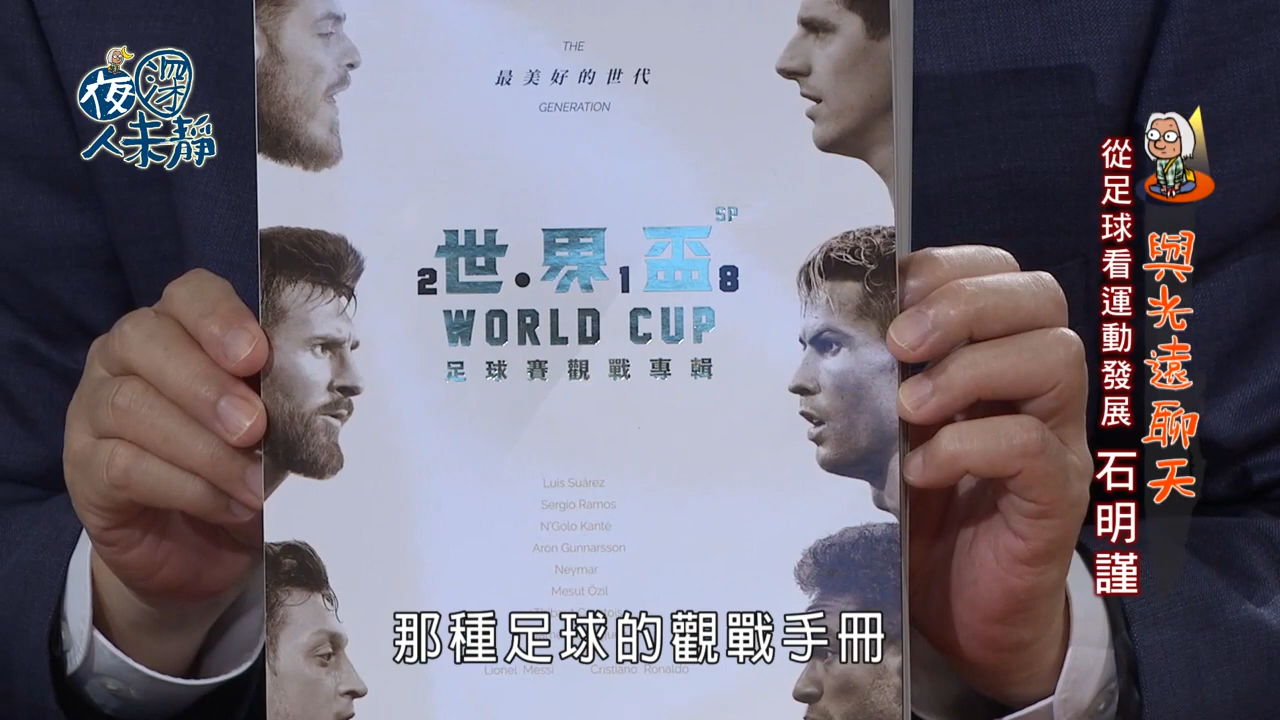 夜深
人未靜
THE
最美好的世代
GENERATION
2世·界1盃8
SP
WORLD CUP
足球賽觀戰專輯
Luis Suárez
Sergio Ramos
N'Golo Kanté
Aron Gunnarsson
Neymar
Mesut Özil
Lionel Messi
Cristiano Ronaldo
那種足球的觀戰手冊
與光遠聊天
從足球看運動發展 石明謹